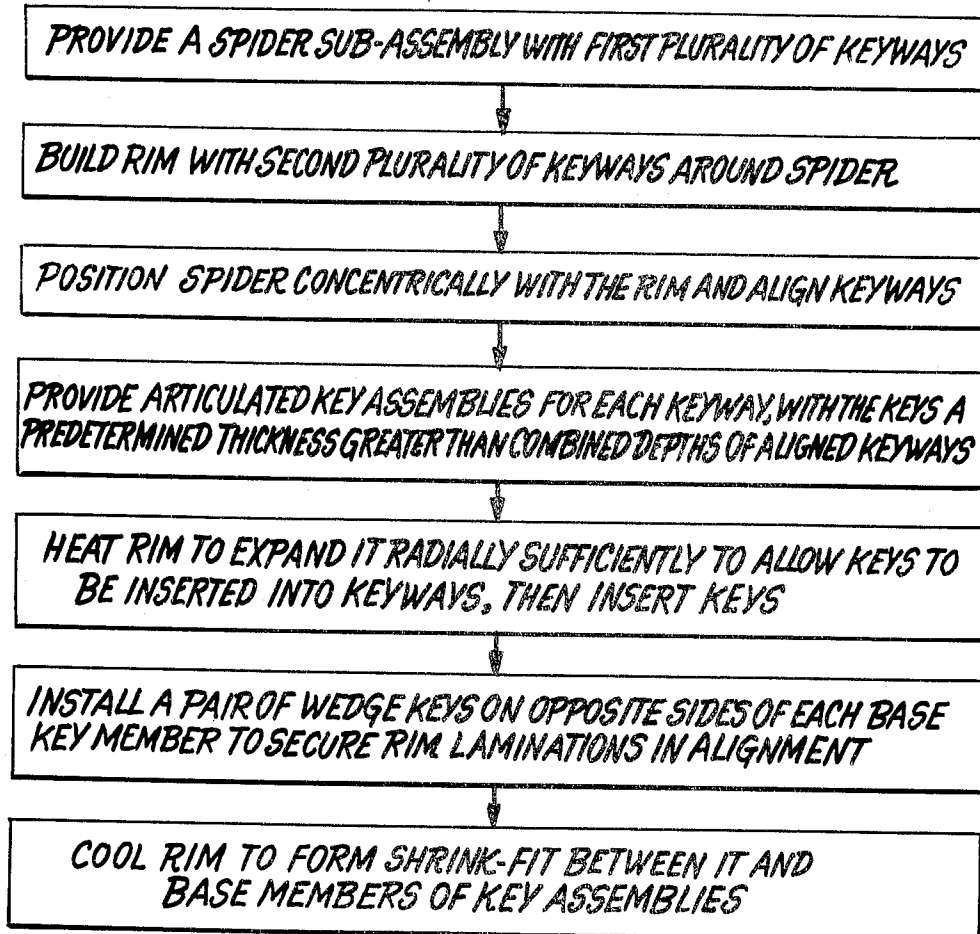 PROVIDE A SPIDER SUB-ASSEMBLY WITH FIRST PLURALITY OF KEYWAYS
BUILD RIM WITH SECOND PLURALITY OF KEYWAYS AROUND SPIDER
POSITION SPIDER CONCENTRICALLY WITH THE RIM AND ALIGN KEYWAYS
PROVIDE ARTICULATED KEY ASSEMBLIES FOR EACH KEYWAY, WITH THE KEYS A
PREDETERMINED THICKNESS GREATER THAN COMBINED DEPTHS OF ALIGNED KEYWAYS
HEAT RIM TO EXPAND IT RADIALLY SUFFICIENTLY TO ALLOW KEYS TO
BE INSERTED INTO KEYWAYS, THEN INSERT KEYS
INSTALL A PAIR OF WEDGE KEYS ON OPPOSITE SIDES OF EACH BASE
KEY MEMBER TO SECURE RIM LAMINATIONS IN ALIGNMENT
COOL RIM TO FORM SHRINK-FIT BETWEEN IT AND
BASE MEMBERS OF KEY ASSEMBLIES